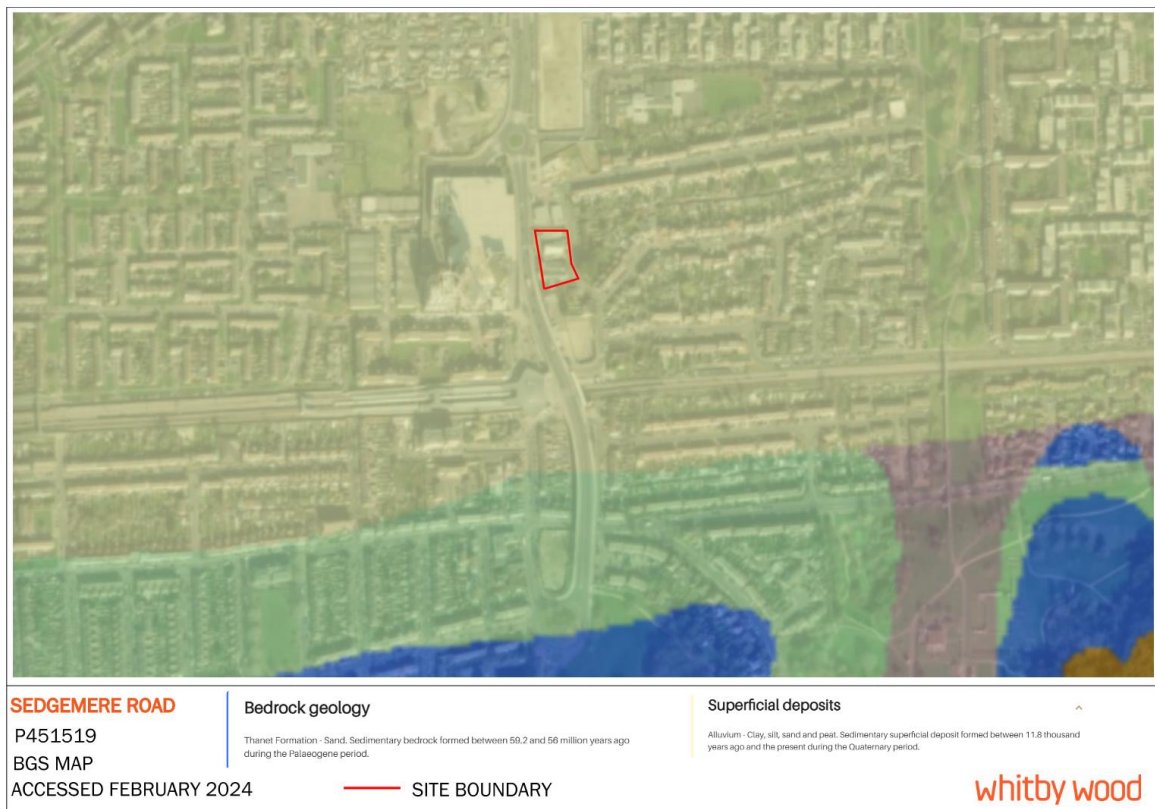 SEDGEMERE ROAD
P451519
BGS MAP
ACCESSED FEBRUARY 2024
Bedrock geology
Thanet Formation - Sand. Sedimentary bedrock formed between 59.2 and 56 million years ago
during the Palaeogene period.
SITE BOUNDARY
Superficial deposits
Alluvium - Clay, silt, sand and peat. Sedimentary superficial deposit formed between 11.8 thousand
years ago and the present during the Quaternary period.
whitby wood